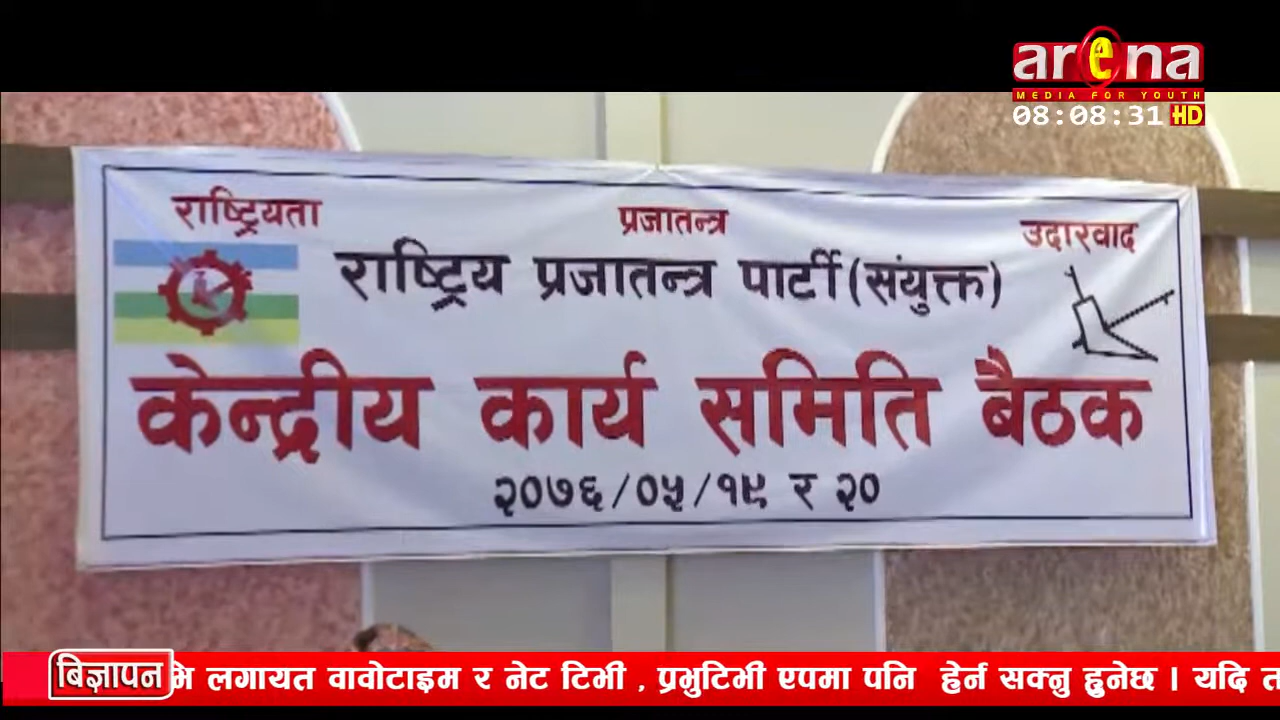 arena
MEDIA FOR YOUTH
08:08:31 HD
राष्ट्रियता प्रजातन्त्र उदारवाद
राष्ट्रिय प्रजातन्त्र पार्टी (संयुक्त)
केन्द्रीय कार्य समिति बैठक
२०७६/०५/१९ र २०
विज्ञापन लगायत वावोटाइम र नेट टिभी , प्रभुटिभी एपमा पनि हेर्न सक्नु हुनेछ । यदि